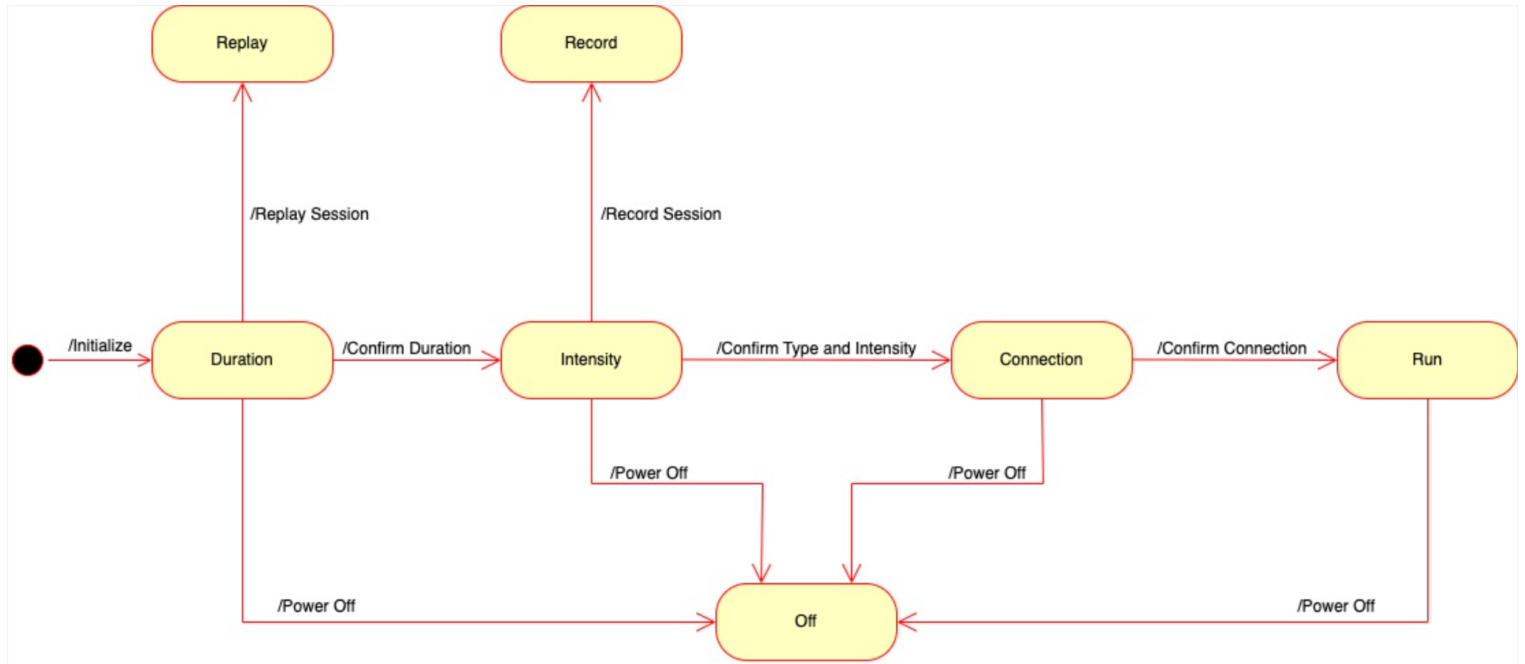 Replay
Record
/Replay Session
/Record Session
/Initialize
Duration
/Confirm Duration
Intensity
/Confirm Type and Intensity
Connection
/Confirm Connection
Run
/Power Off
/Power Off
/Power Off
/Power Off
Off